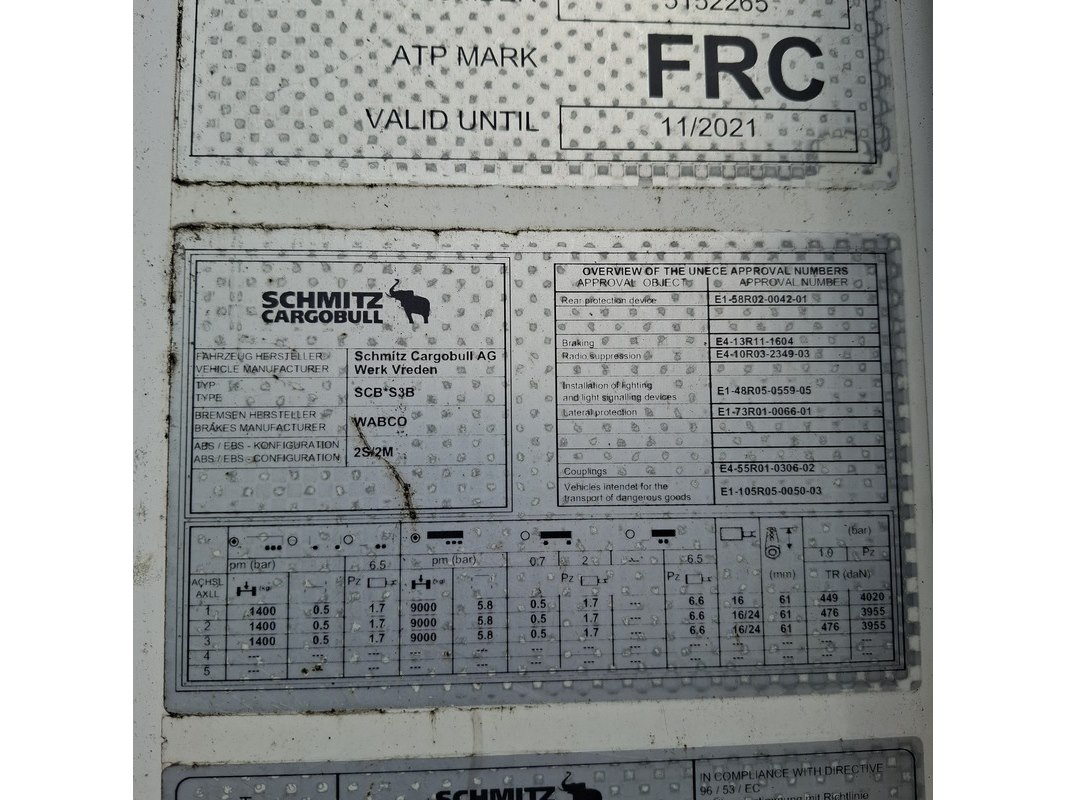 5152265
ATP MARK FRC
VALID UNTIL 11/2021
SCHMITZ
CARGOBULL
FAHRZEUG HERSTELLER
VEHICLE MANUFACTURER
Schmitz Cargobull AG
Werk Vreden
TYP
TYPE
SCB*S3B
BREMSEN HERSTELLER
BRAKES MANUFACTURER
WABCO
ABS / EBS - KONFIGURATION
ABS / EBS - CONFIGURATION
2S/2M
OVERVIEW OF THE UNECE APPROVAL NUMBERS
APPROVAL OBJECT APPROVAL NUMBER
Rear protection device E1-58R02-0042-01
Braking E4-13R11-1604
Radio suppression E4-10R03-2349-03
Installation of lighting
and light signalling devices E1-48R05-0559-05
Lateral protection E1-73R01-0066-01
Couplings E4-55R01-0306-02
Vehicles intendet for the
transport of dangerous goods E1-105R05-0050-03
(bar)
pm (bar) 6.5 pm (bar) 0.7 2 --- 6.5 1.0 Pz
ACHSE
AXLE
(kg) Pz (kg) Pz Pz (mm) TR (daN)
1 1400 0.5 1.7 9000 5.8 0.5 1.7 --- 6.6 16 61 449 4020
2 1400 0.5 1.7 9000 5.8 0.5 1.7 --- 6.6 16/24 61 476 3955
3 1400 0.5 1.7 9000 5.8 0.5 1.7 --- 6.6 16/24 61 476 3955
4 --- --- --- --- --- --- --- --- --- --- --- --- ---
5 --- --- --- --- --- --- --- --- --- --- --- --- ---
SCHMITZ
IN COMPLIANCE WITH DIRECTIVE
96 / 53 / EC
mit Richtlinie